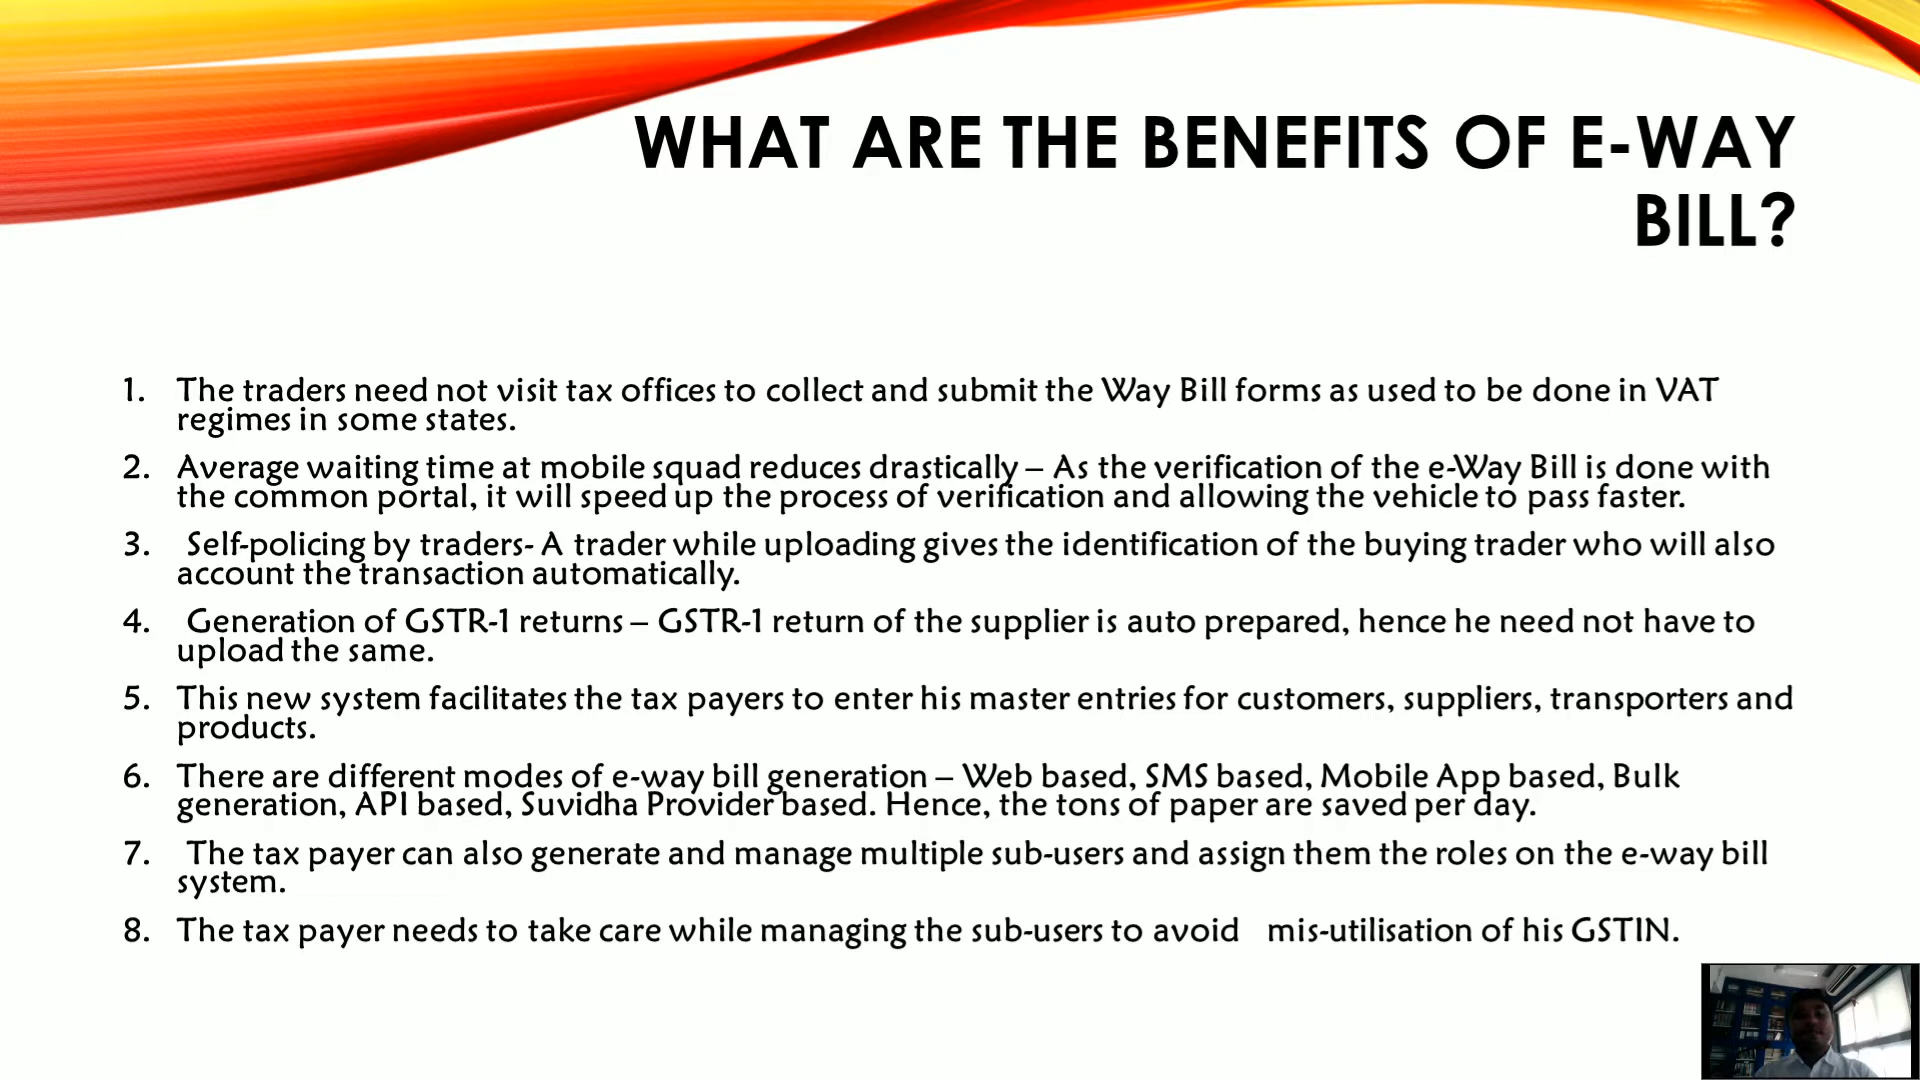 WHAT ARE THE BENEFITS OF E-WAY
BILL?
1. The traders need not visit tax offices to collect and submit the Way Bill forms as used to be done in VAT
regimes in some states.
2. Average waiting time at mobile squad reduces drastically – As the verification of the e-Way Bill is done with
the common portal, it will speed up the process of verification and allowing the vehicle to pass faster.
3. Self-policing by traders- A trader while uploading gives the identification of the buying trader who will also
account the transaction automatically.
4. Generation of GSTR-1 returns – GSTR-1 return of the supplier is auto prepared, hence he need not have to
upload the same.
5. This new system facilitates the tax payers to enter his master entries for customers, suppliers, transporters and
products.
6. There are different modes of e-way bill generation – Web based, SMS based, Mobile App based, Bulk
generation, API based, Suvidha Provider based. Hence, the tons of paper are saved per day.
7. The tax payer can also generate and manage multiple sub-users and assign them the roles on the e-way bill
system.
8. The tax payer needs to take care while managing the sub-users to avoid mis-utilisation of his GSTIN.